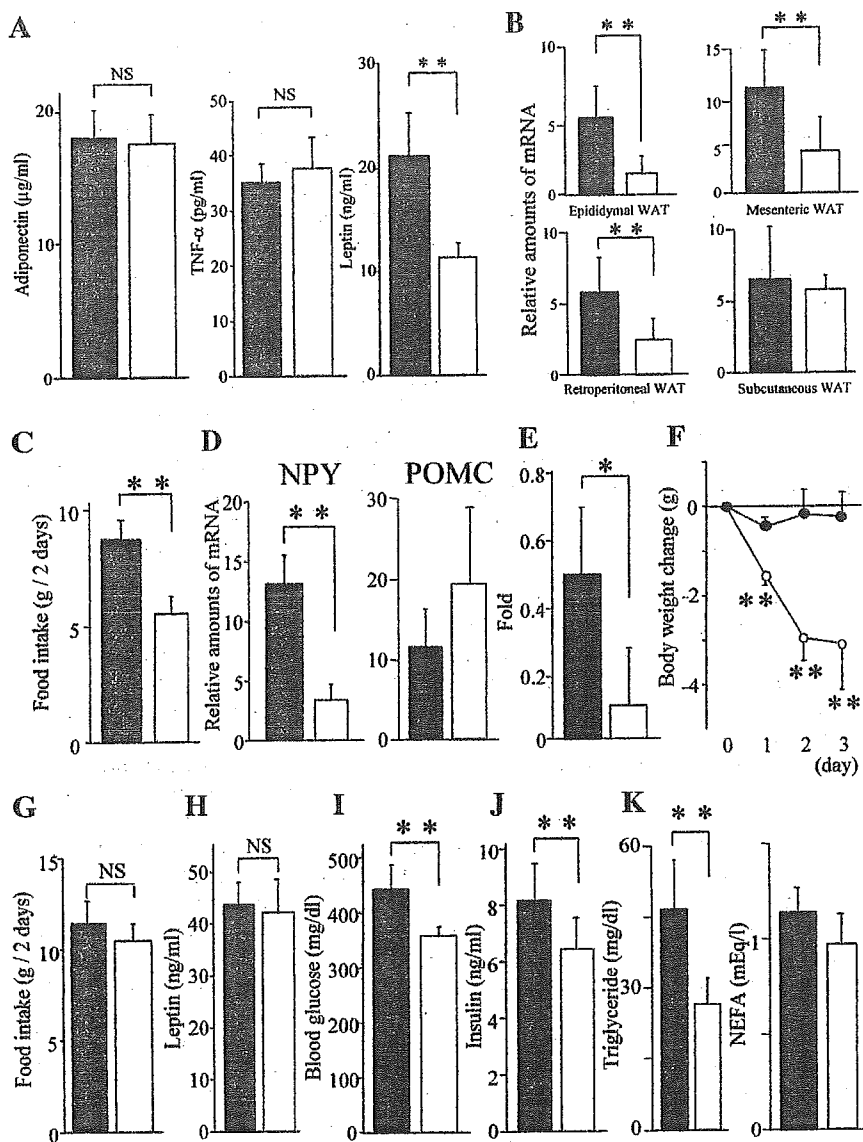 A
NS
20
10
0
Adiponectin (μg/ml)
NS
50
40
30
20
10
0
TNF-α (pg/ml)
**
30
20
10
0
Leptin (ng/ml)
B
Relative amounts of mRNA
**
10
5
0
Epididymal WAT
**
15
10
5
0
Mesenteric WAT
**
10
5
0
Retroperitoneal WAT
10
5
0
Subcutaneous WAT
C
**
10
5
0
Food intake (g / 2 days)
D
NPY
**
20
15
10
5
0
Relative amounts of mRNA
POMC
30
20
10
0
E
*
0.8
0.6
0.4
0.2
0
Fold
F
0
-2
-4
Body weight change (g)
**
**
**
0 1 2 3
(day)
G
NS
15
10
5
0
Food intake (g / 2 days)
H
NS
50
40
30
20
10
0
Leptin (ng/ml)
I
**
500
450
400
300
200
100
0
Blood glucose (mg/dl)
J
**
10
8
6
4
2
0
Insulin (ng/ml)
K
**
60
30
0
Triglyceride (mg/dl)
1
0
NEFA (mEq/l)